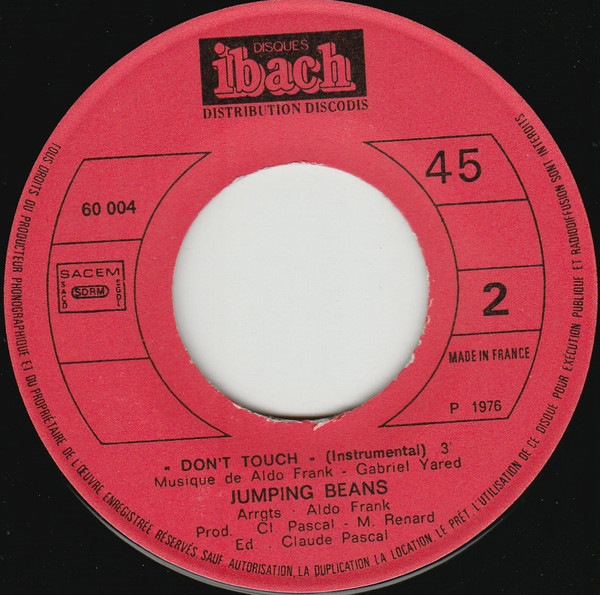 DISQUES
ibach
DISTRIBUTION DISCODIS
45
60 004
SACEM
SACD
SDRM
SGDL
2
MADE IN FRANCE
P 1976
" DON'T TOUCH " (Instrumental) 3'
Musique de Aldo Frank - Gabriel Yared
JUMPING BEANS
Arrgts · Aldo Frank
Prod. · Cl. Pascal - M. Renard
Ed. · Claude Pascal
TOUS DROITS DU PRODUCTEUR PHONOGRAPHIQUE ET DU PROPRIÉTAIRE DE L'ŒUVRE ENREGISTRÉE RÉSERVÉS, SAUF AUTORISATION, LA DUPLICATION LA LOCATION, LE PRÊT L'UTILISATION DE CE DISQUE POUR EXÉCUTION PUBLIQUE ET RADIODIFFUSION SONT INTERDITS